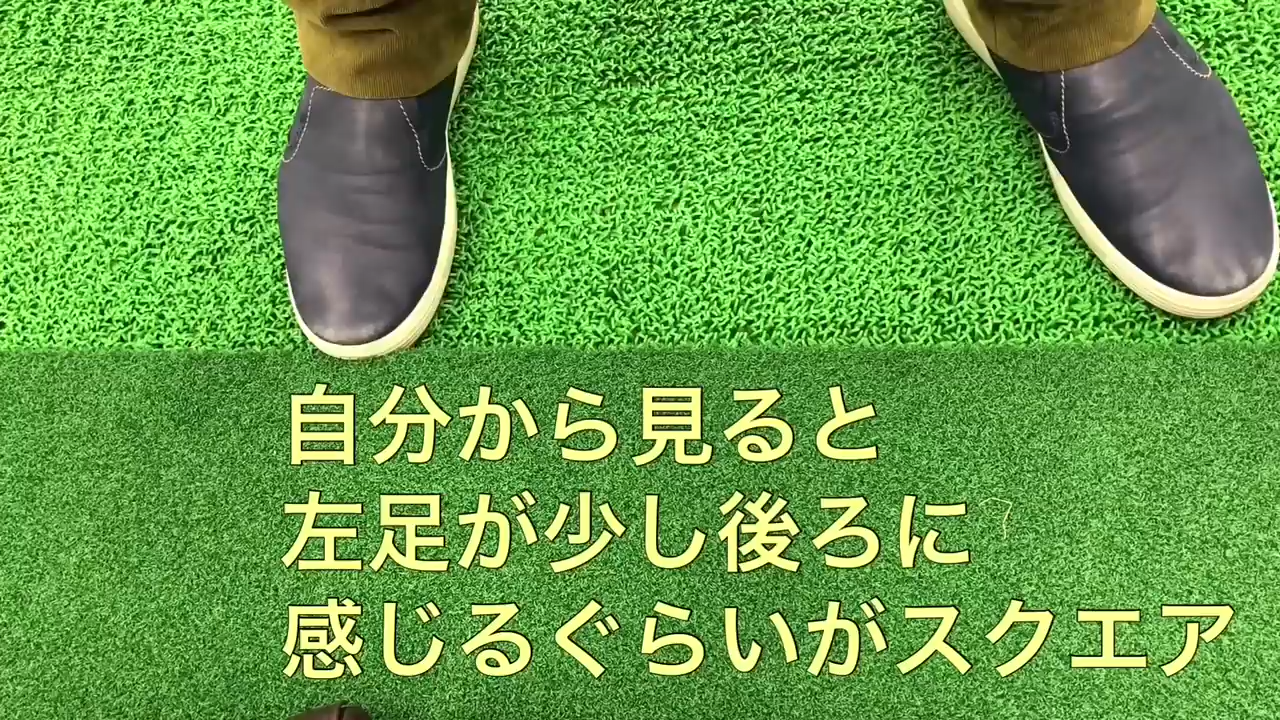 自分から見ると
左足が少し後ろに
感じるぐらいがスクエア